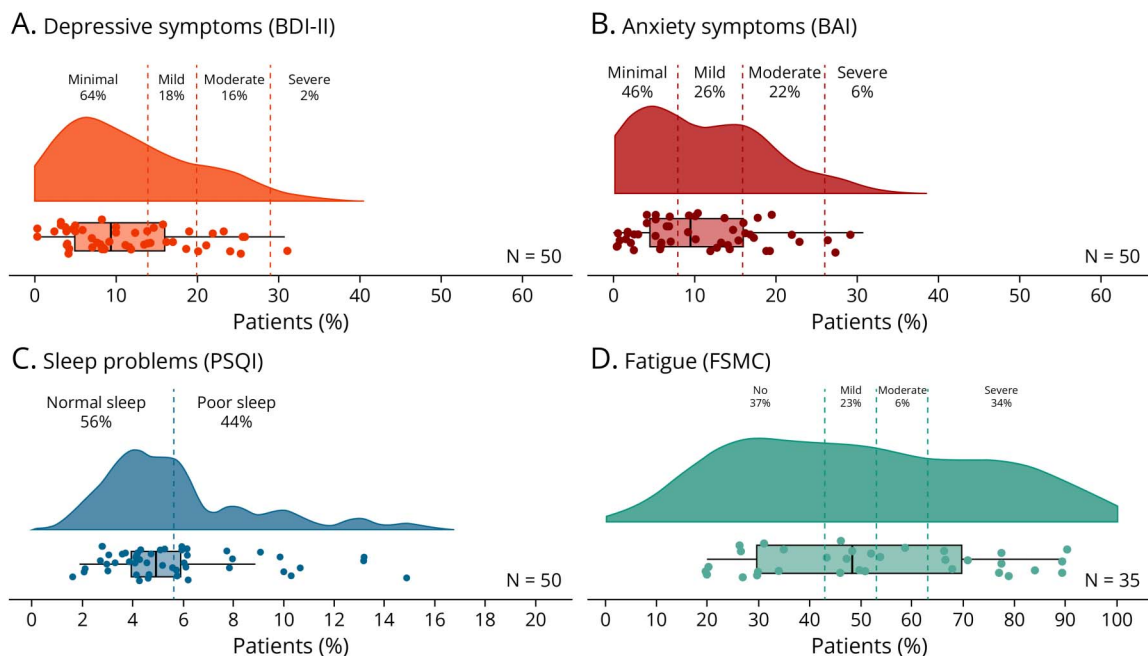 A. Depressive symptoms (BDI-II)
Minimal Mild Moderate Severe
64% 18% 16% 2%
N = 50
0 10 20 30 40 50 60
Patients (%)
B. Anxiety symptoms (BAI)
Minimal Mild Moderate Severe
46% 26% 22% 6%
N = 50
0 10 20 30 40 50 60
Patients (%)
C. Sleep problems (PSQI)
Normal sleep Poor sleep
56% 44%
N = 50
0 2 4 6 8 10 12 14 16 18 20
Patients (%)
D. Fatigue (FSMC)
No Mild Moderate Severe
37% 23% 6% 34%
N = 35
0 10 20 30 40 50 60 70 80 90 100
Patients (%)